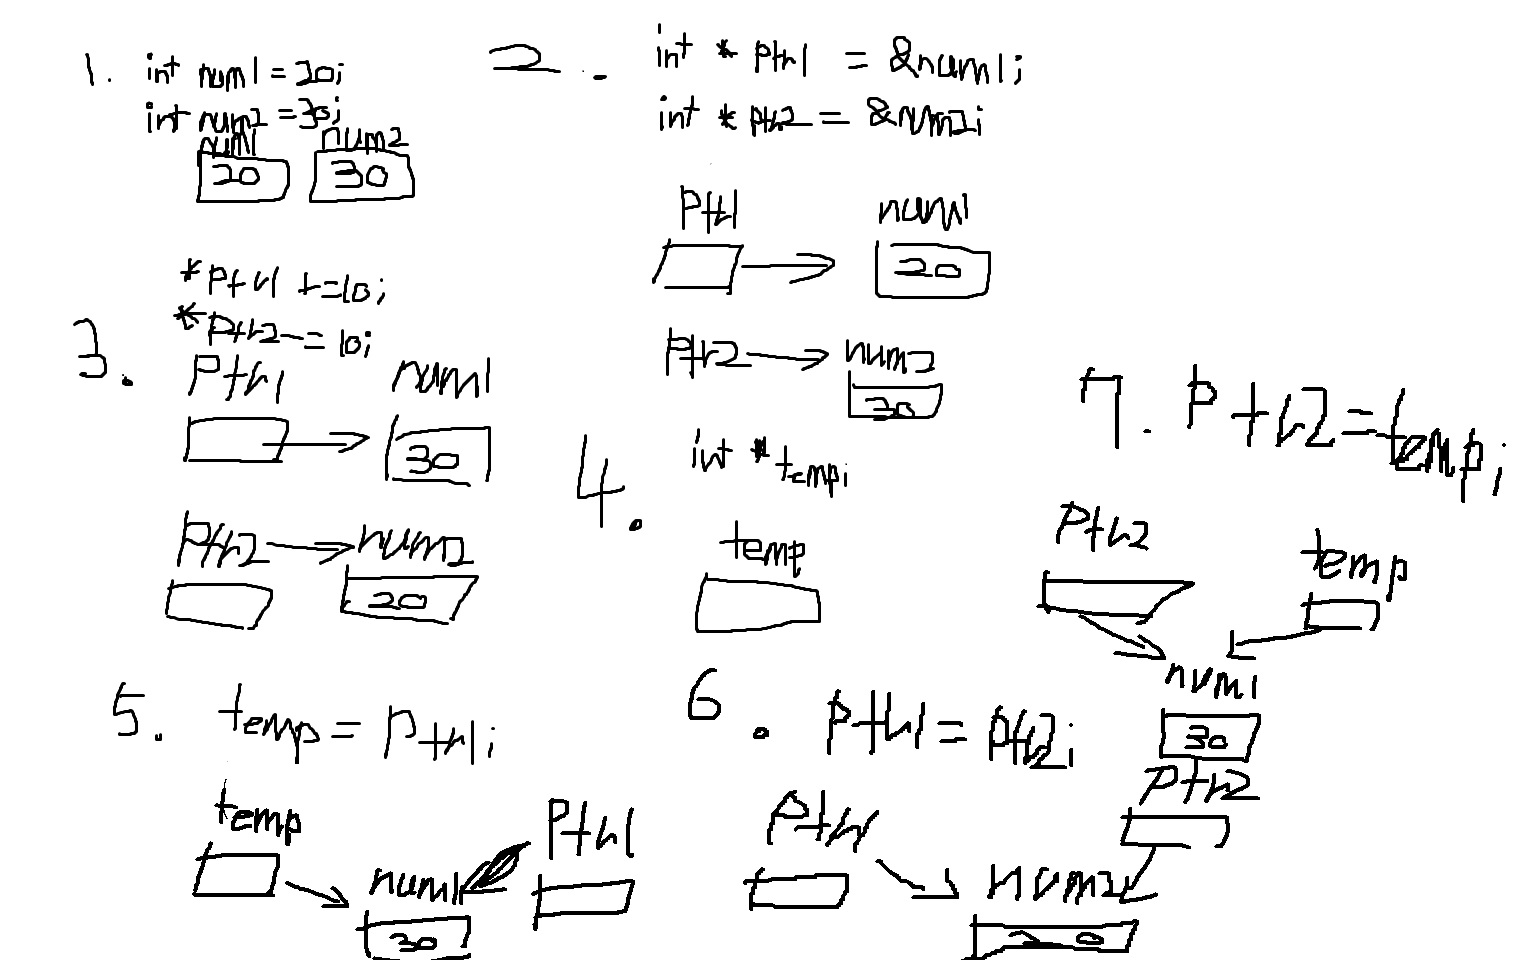 1. int num1 = 20;
int num2 = 30;
num1 num2
20 30
2. int * ptr1 = &num1;
int * ptr2 = &num2;
ptr1 num1
20
ptr2 num2
30
3. *ptr1 += 10;
*ptr2 -= 10;
ptr1 num1
30
ptr2 num2
20
4. int * temp;
temp
5. temp = ptr1;
temp ptr1
num1
30
6. ptr1 = ptr2;
ptr1 ptr2
num2
20
7. ptr2 = temp;
ptr2 temp
num1
30